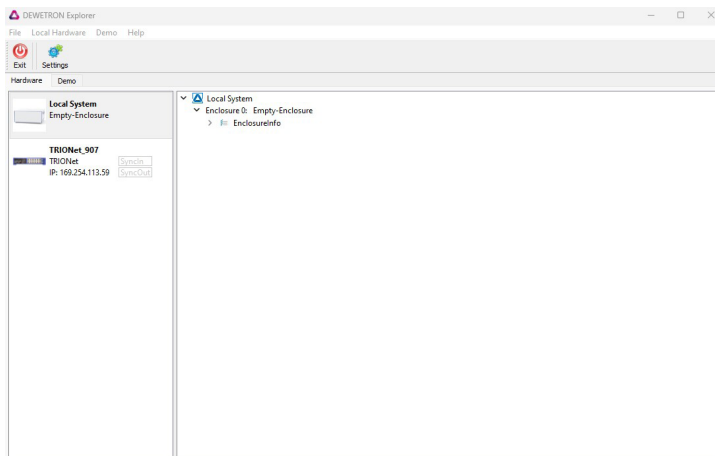 DEWETRON Explorer
File Local Hardware Demo Help
Exit Settings
Hardware Demo
Local System
Empty-Enclosure
TRIONet_907
TRIONet SyncIn
IP: 169.254.113.59 SyncOut
Local System
Enclosure 0: Empty-Enclosure
EnclosureInfo